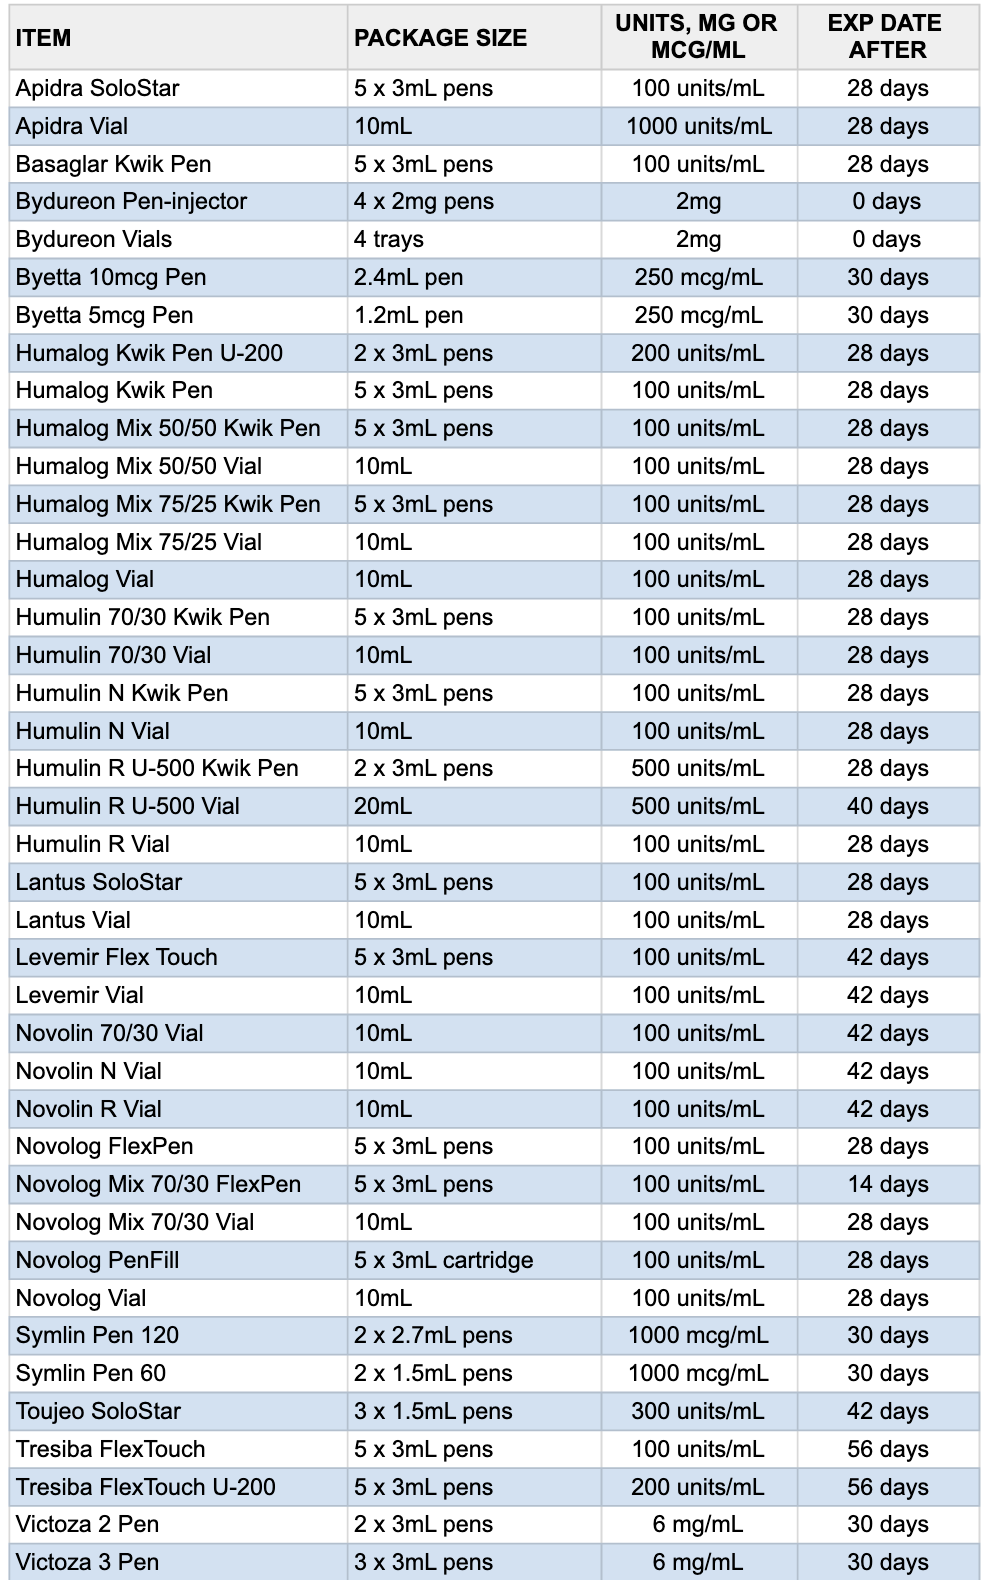 ITEM PACKAGE SIZE UNITS, MG OR MCG/ML EXP DATE AFTER
Apidra SoloStar 5 x 3mL pens 100 units/mL 28 days
Apidra Vial 10mL 1000 units/mL 28 days
Basaglar Kwik Pen 5 x 3mL pens 100 units/mL 28 days
Bydureon Pen-injector 4 x 2mg pens 2mg 0 days
Bydureon Vials 4 trays 2mg 0 days
Byetta 10mcg Pen 2.4mL pen 250 mcg/mL 30 days
Byetta 5mcg Pen 1.2mL pen 250 mcg/mL 30 days
Humalog Kwik Pen U-200 2 x 3mL pens 200 units/mL 28 days
Humalog Kwik Pen 5 x 3mL pens 100 units/mL 28 days
Humalog Mix 50/50 Kwik Pen 5 x 3mL pens 100 units/mL 28 days
Humalog Mix 50/50 Vial 10mL 100 units/mL 28 days
Humalog Mix 75/25 Kwik Pen 5 x 3mL pens 100 units/mL 28 days
Humalog Mix 75/25 Vial 10mL 100 units/mL 28 days
Humalog Vial 10mL 100 units/mL 28 days
Humulin 70/30 Kwik Pen 5 x 3mL pens 100 units/mL 28 days
Humulin 70/30 Vial 10mL 100 units/mL 28 days
Humulin N Kwik Pen 5 x 3mL pens 100 units/mL 28 days
Humulin N Vial 10mL 100 units/mL 28 days
Humulin R U-500 Kwik Pen 2 x 3mL pens 500 units/mL 28 days
Humulin R U-500 Vial 20mL 500 units/mL 40 days
Humulin R Vial 10mL 100 units/mL 28 days
Lantus SoloStar 5 x 3mL pens 100 units/mL 28 days
Lantus Vial 10mL 100 units/mL 28 days
Levemir Flex Touch 5 x 3mL pens 100 units/mL 42 days
Levemir Vial 10mL 100 units/mL 42 days
Novolin 70/30 Vial 10mL 100 units/mL 42 days
Novolin N Vial 10mL 100 units/mL 42 days
Novolin R Vial 10mL 100 units/mL 42 days
Novolog FlexPen 5 x 3mL pens 100 units/mL 28 days
Novolog Mix 70/30 FlexPen 5 x 3mL pens 100 units/mL 14 days
Novolog Mix 70/30 Vial 10mL 100 units/mL 28 days
Novolog PenFill 5 x 3mL cartridge 100 units/mL 28 days
Novolog Vial 10mL 100 units/mL 28 days
Symlin Pen 120 2 x 2.7mL pens 1000 mcg/mL 30 days
Symlin Pen 60 2 x 1.5mL pens 1000 mcg/mL 30 days
Toujeo SoloStar 3 x 1.5mL pens 300 units/mL 42 days
Tresiba FlexTouch 5 x 3mL pens 100 units/mL 56 days
Tresiba FlexTouch U-200 5 x 3mL pens 200 units/mL 56 days
Victoza 2 Pen 2 x 3mL pens 6 mg/mL 30 days
Victoza 3 Pen 3 x 3mL pens 6 mg/mL 30 days